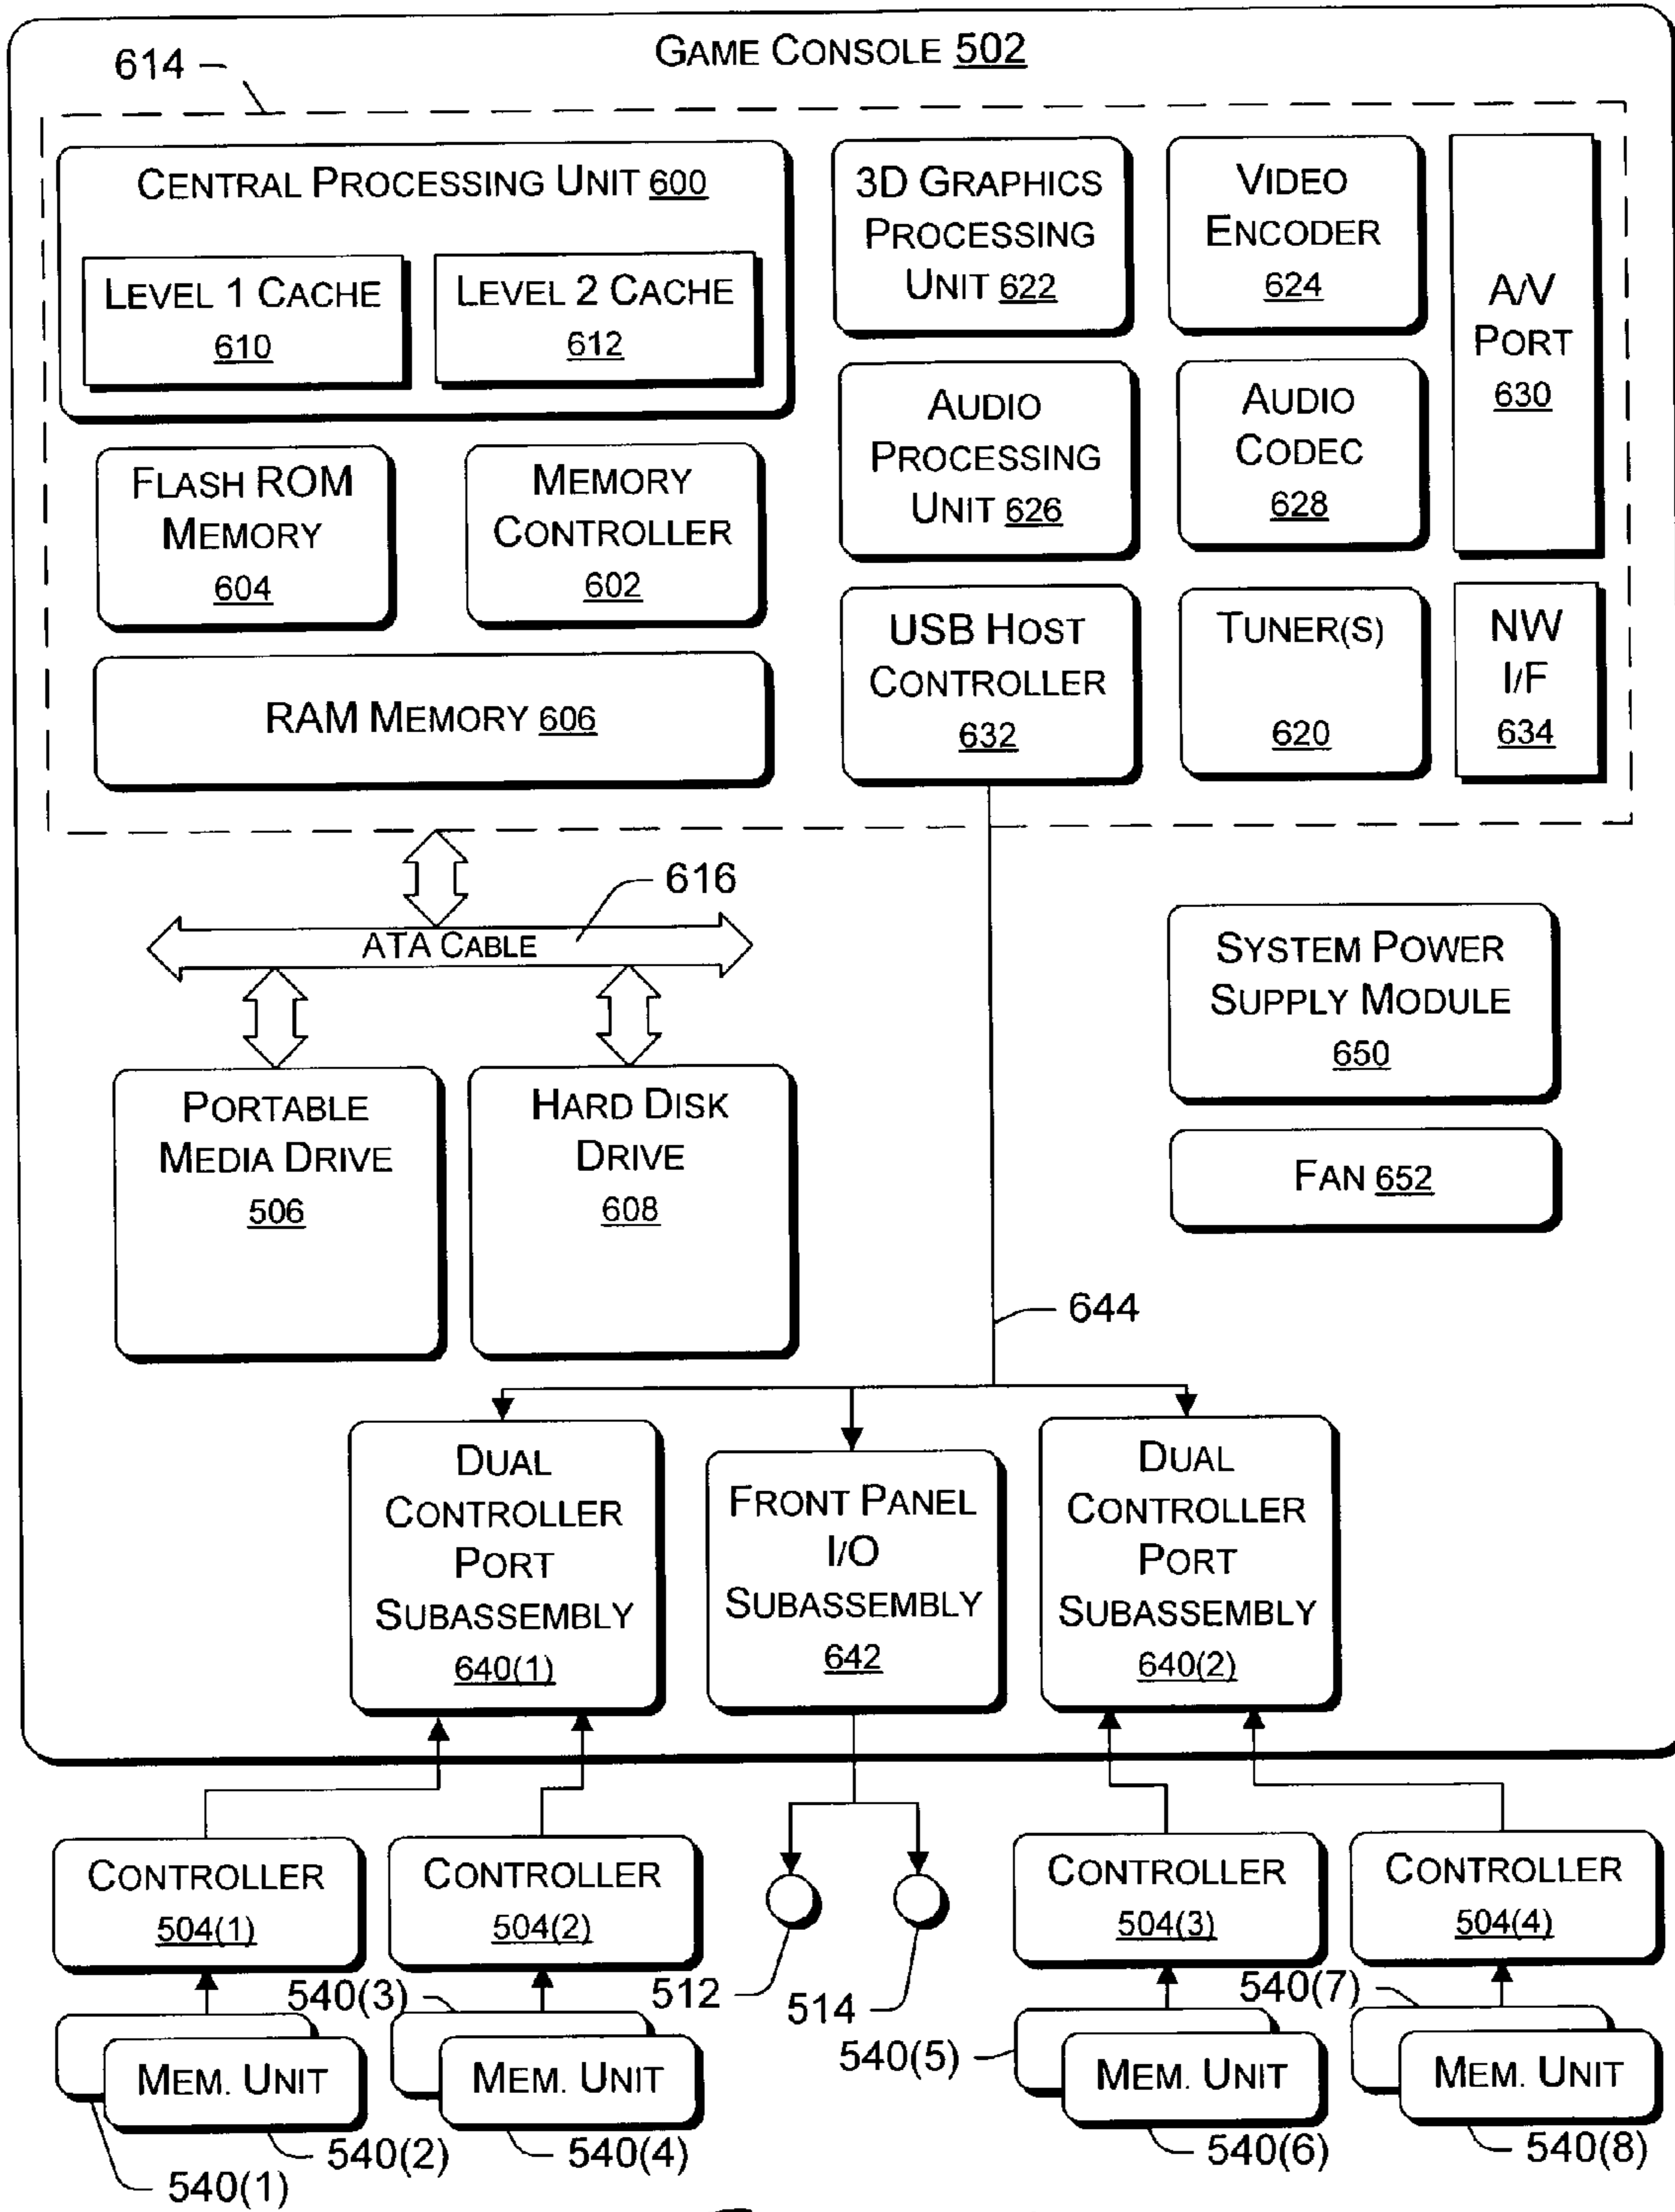 GAME CONSOLE 502
614
CENTRAL PROCESSING UNIT 600
LEVEL 1 CACHE
610
LEVEL 2 CACHE
612
3D GRAPHICS
PROCESSING
UNIT 622
VIDEO
ENCODER
624
A/V
PORT
630
FLASH ROM
MEMORY
604
MEMORY
CONTROLLER
602
AUDIO
PROCESSING
UNIT 626
AUDIO
CODEC
628
RAM MEMORY 606
USB HOST
CONTROLLER
632
TUNER(S)
620
NW
I/F
634
616
ATA CABLE
SYSTEM POWER
SUPPLY MODULE
650
PORTABLE
MEDIA DRIVE
506
HARD DISK
DRIVE
608
FAN 652
644
DUAL
CONTROLLER
PORT
SUBASSEMBLY
640(1)
FRONT PANEL
I/O
SUBASSEMBLY
642
DUAL
CONTROLLER
PORT
SUBASSEMBLY
640(2)
CONTROLLER
504(1)
CONTROLLER
504(2)
512
514
CONTROLLER
504(3)
CONTROLLER
504(4)
540(3)
540(7)
540(5)
MEM. UNIT
MEM. UNIT
MEM. UNIT
MEM. UNIT
540(1)
540(2)
540(4)
540(6)
540(8)